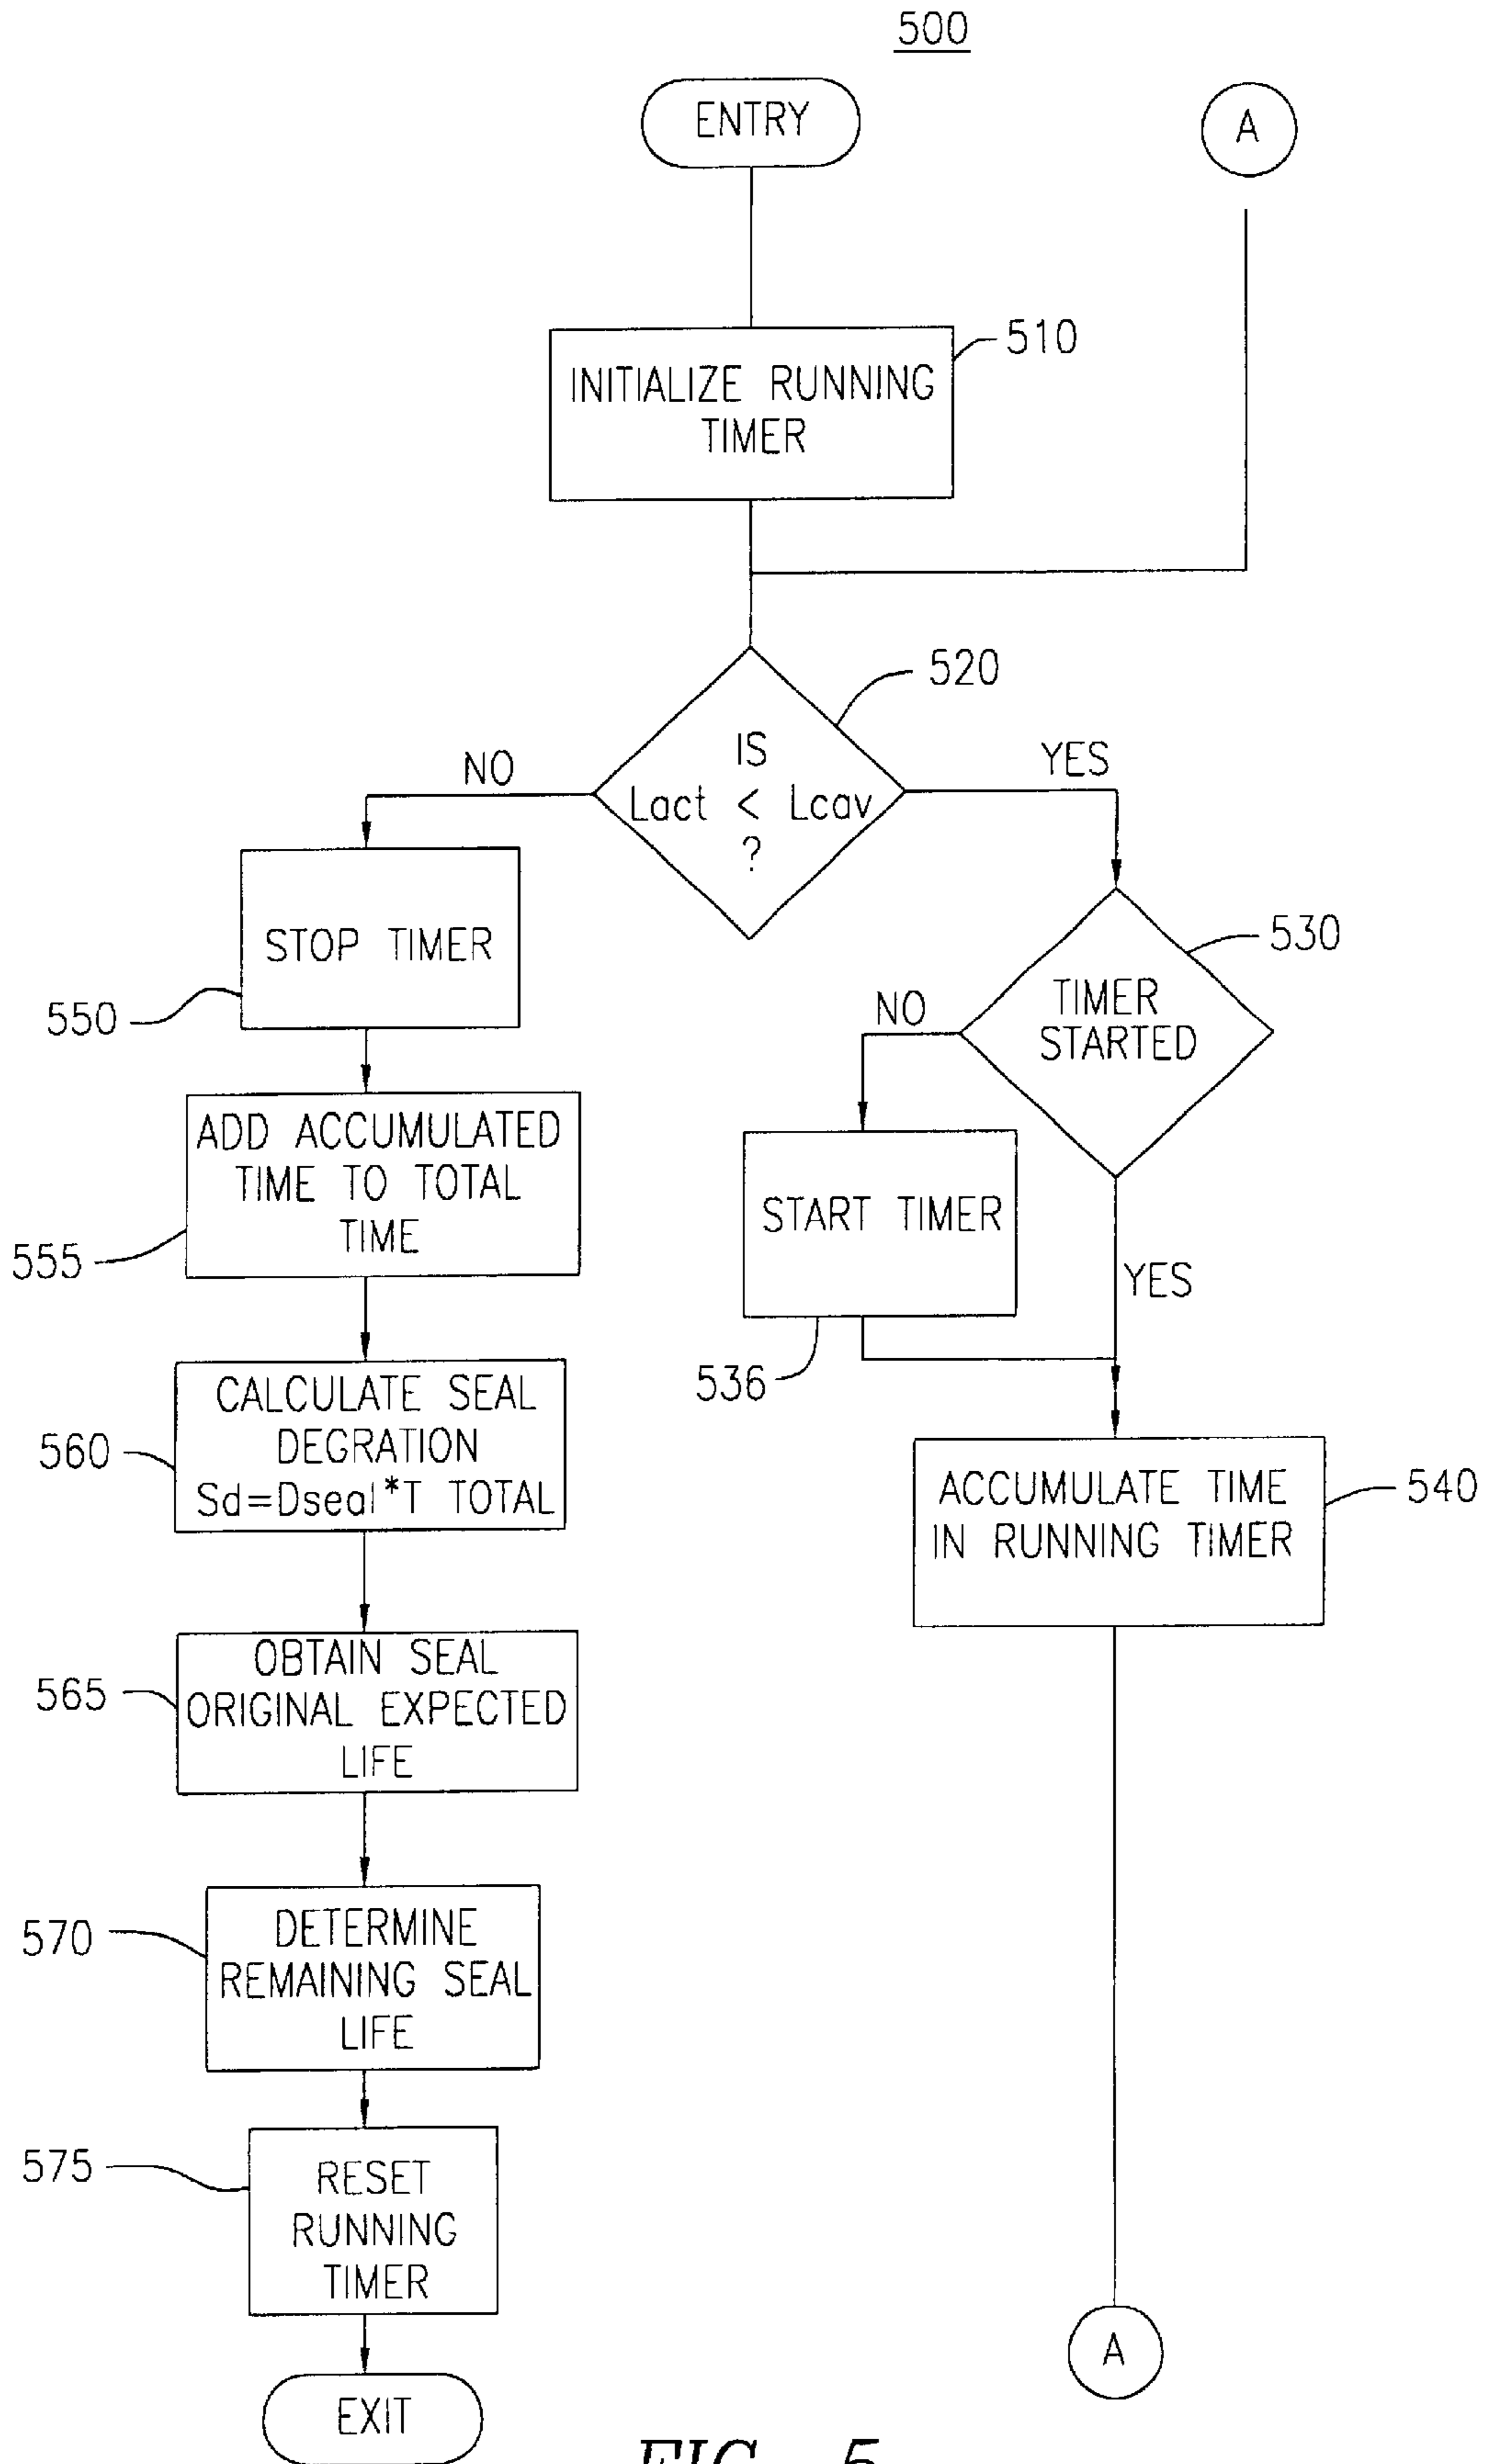 500
ENTRY
A
510
INITIALIZE RUNNING
TIMER
520
IS
Lact < Lcav
?
NO
YES
STOP TIMER
550
530
TIMER
STARTED
NO
YES
ADD ACCUMULATED
TIME TO TOTAL
TIME
555
START TIMER
536
CALCULATE SEAL
DEGRATION
Sd=Dseal*T TOTAL
560
ACCUMULATE TIME
IN RUNNING TIMER
540
OBTAIN SEAL
ORIGINAL EXPECTED
LIFE
565
DETERMINE
REMAINING SEAL
LIFE
570
RESET
RUNNING
TIMER
575
A
EXIT
FIG. 5